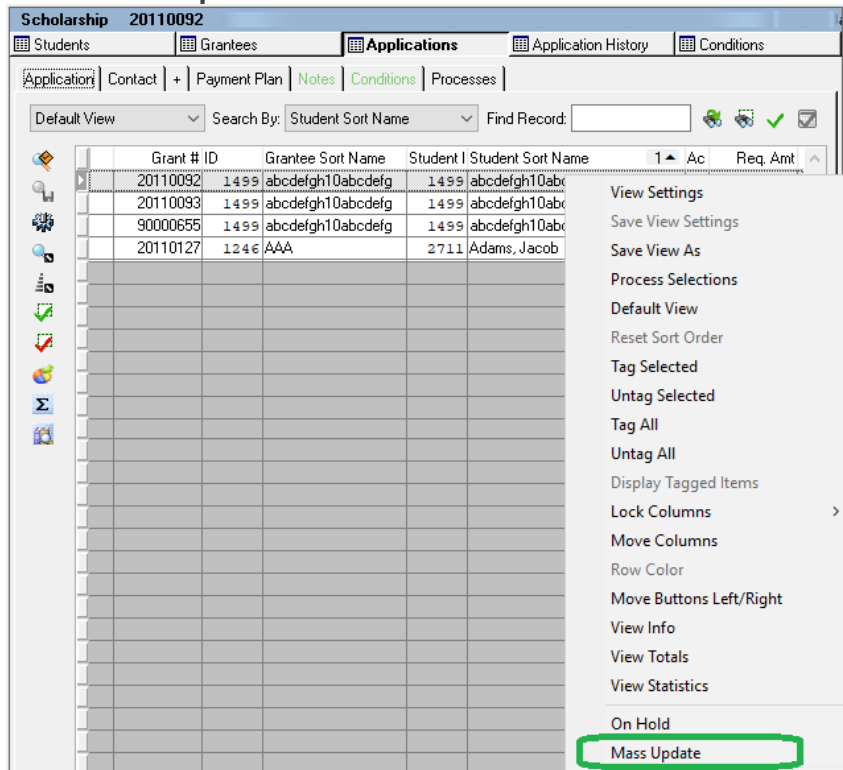 Scholarship 20110092
Students Grantees Applications Application History Conditions
Application Contact + Payment Plan Notes Conditions Processes
Default View Search By: Student Sort Name Find Record:
Grant # ID Grantee Sort Name Student I Student Sort Name 1 Ac Req. Amt
20110092 1499 abcdefgh10abcdefg 1499 abcdefgh10abc
20110093 1499 abcdefgh10abcdefg 1499 abcdefgh10abc
90000655 1499 abcdefgh10abcdefg 1499 abcdefgh10abc
20110127 1246 AAA 2711 Adams, Jacob
View Settings
Save View Settings
Save View As
Process Selections
Default View
Reset Sort Order
Tag Selected
Untag Selected
Tag All
Untag All
Display Tagged Items
Lock Columns
Move Columns
Row Color
Move Buttons Left/Right
View Info
View Totals
View Statistics
On Hold
Mass Update